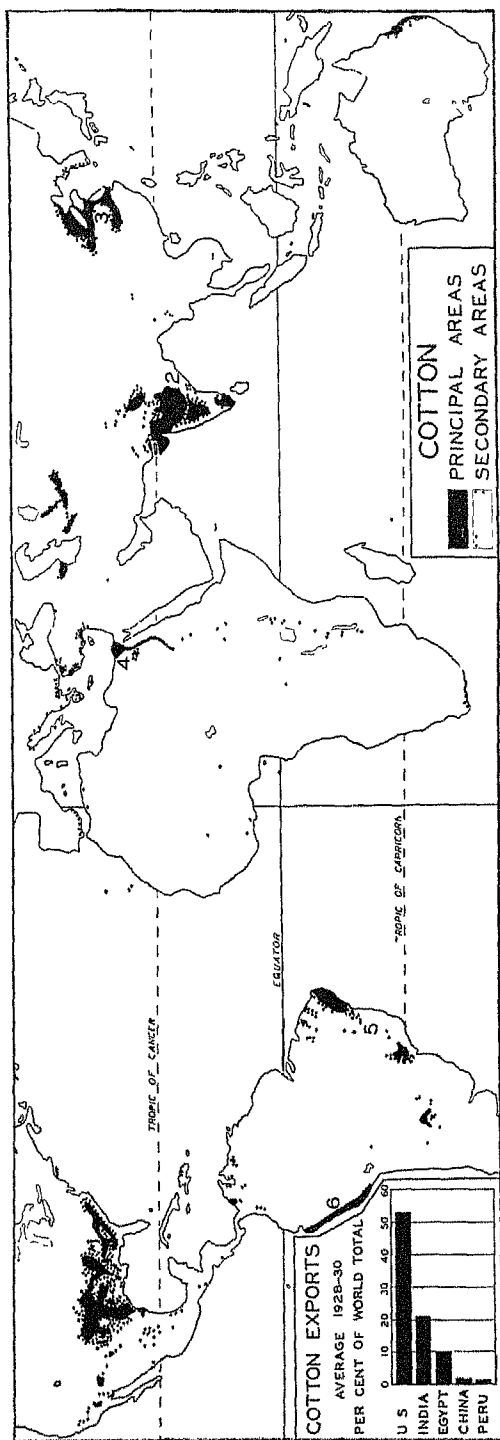 1
2
3
4
5
6
TROPIC OF CANCER
EQUATOR
TROPIC OF CAPRICORN
COTTON EXPORTS
AVERAGE 1928-30
PER CENT OF WORLD TOTAL
0 10 20 30 40 50 60
U S
INDIA
EGYPT
CHINA
PERU
COTTON
PRINCIPAL AREAS
SECONDARY AREAS